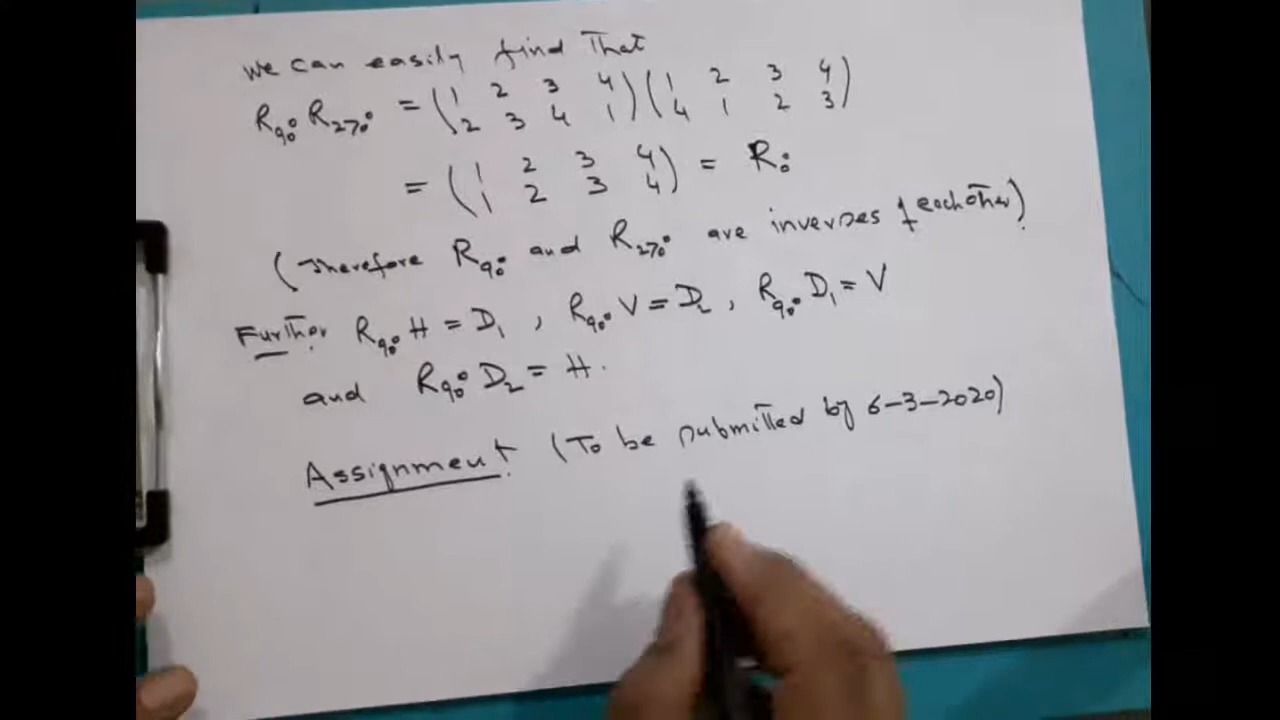 We can easily find That
R90° R270° = (1 2 3 4 / 2 3 4 1) (1 2 3 4 / 4 1 2 3)
= (1 2 3 4 / 1 2 3 4) = R0°
(Therefore R90° and R270° are inverses of each other)
Further R90° H = D1 , R90° V = D2 , R90° D1 = V
and R90° D2 = H.
Assignment (To be submitted by 6-3-2020)